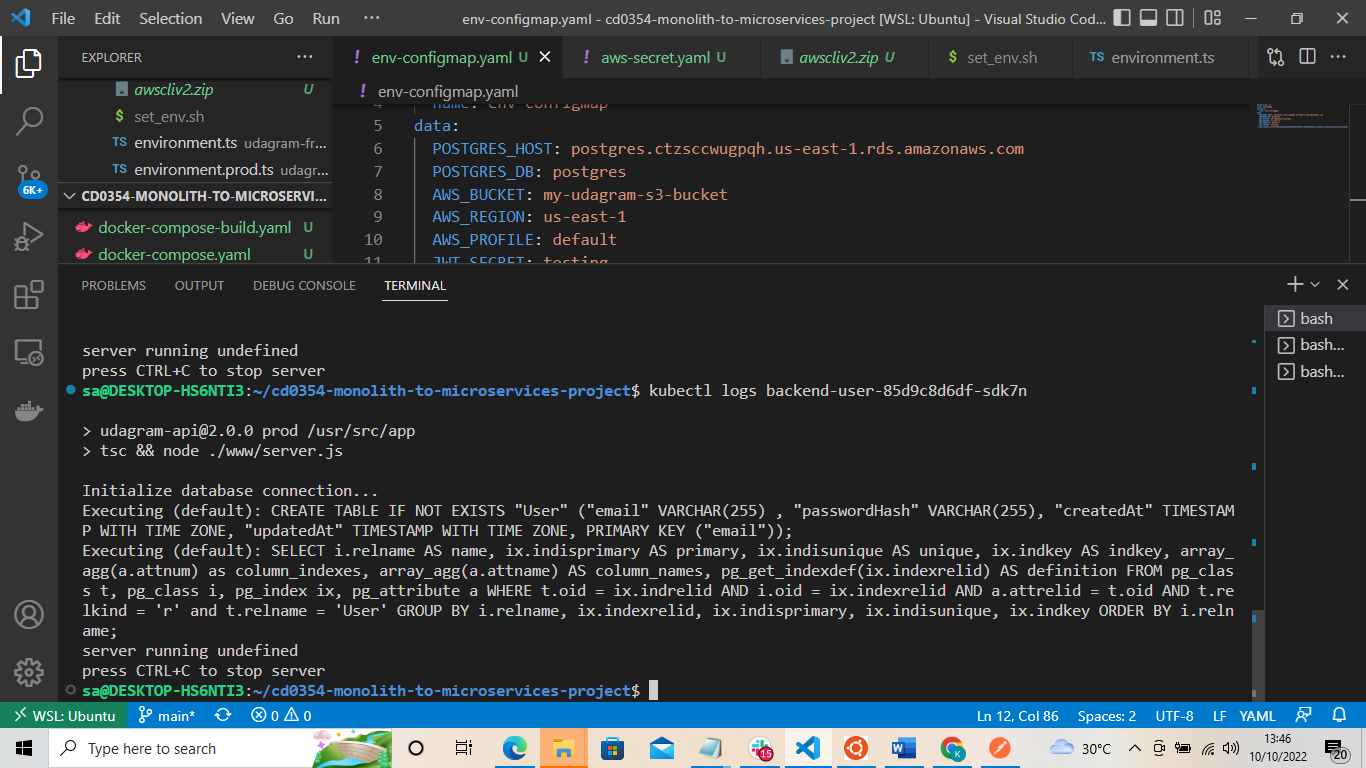 File Edit Selection View Go Run ··· env-configmap.yaml - cd0354-monolith-to-microservices-project [WSL: Ubuntu] - Visual Studio Cod...
EXPLORER ···
! env-configmap.yaml U ! aws-secret.yaml U awscliv2.zip U $ set_env.sh TS environment.ts ···
awscliv2.zip U
$ set_env.sh
TS environment.ts udagram-fr...
TS environment.prod.ts udagr...
6K+
CD0354-MONOLITH-TO-MICROSERVI...
docker-compose-build.yaml U
docker-compose.yaml U
! env-configmap.yaml
4 name: env-configmap
5 data:
6 POSTGRES_HOST: postgres.ctzsccwugpqh.us-east-1.rds.amazonaws.com
7 POSTGRES_DB: postgres
8 AWS_BUCKET: my-udagram-s3-bucket
9 AWS_REGION: us-east-1
10 AWS_PROFILE: default
11 JWT_SECRET: testing
PROBLEMS OUTPUT DEBUG CONSOLE TERMINAL
bash
bash...
bash...
server running undefined
press CTRL+C to stop server
sa@DESKTOP-HS6NTI3:~/cd0354-monolith-to-microservices-project$ kubectl logs backend-user-85d9c8d6df-sdk7n
> udagram-api@2.0.0 prod /usr/src/app
> tsc && node ./www/server.js
Initialize database connection...
Executing (default): CREATE TABLE IF NOT EXISTS "User" ("email" VARCHAR(255) , "passwordHash" VARCHAR(255), "createdAt" TIMESTAM
P WITH TIME ZONE, "updatedAt" TIMESTAMP WITH TIME ZONE, PRIMARY KEY ("email"));
Executing (default): SELECT i.relname AS name, ix.indisprimary AS primary, ix.indisunique AS unique, ix.indkey AS indkey, array_
agg(a.attnum) as column_indexes, array_agg(a.attname) AS column_names, pg_get_indexdef(ix.indexrelid) AS definition FROM pg_clas
s t, pg_class i, pg_index ix, pg_attribute a WHERE t.oid = ix.indrelid AND i.oid = ix.indexrelid AND a.attrelid = t.oid AND t.re
lkind = 'r' and t.relname = 'User' GROUP BY i.relname, ix.indexrelid, ix.indisprimary, ix.indisunique, ix.indkey ORDER BY i.reln
ame;
server running undefined
press CTRL+C to stop server
sa@DESKTOP-HS6NTI3:~/cd0354-monolith-to-microservices-project$
WSL: Ubuntu main* 0 0 Ln 12, Col 86 Spaces: 2 UTF-8 LF YAML
Type here to search 15 K 30°C 13:46
10/10/2022 20